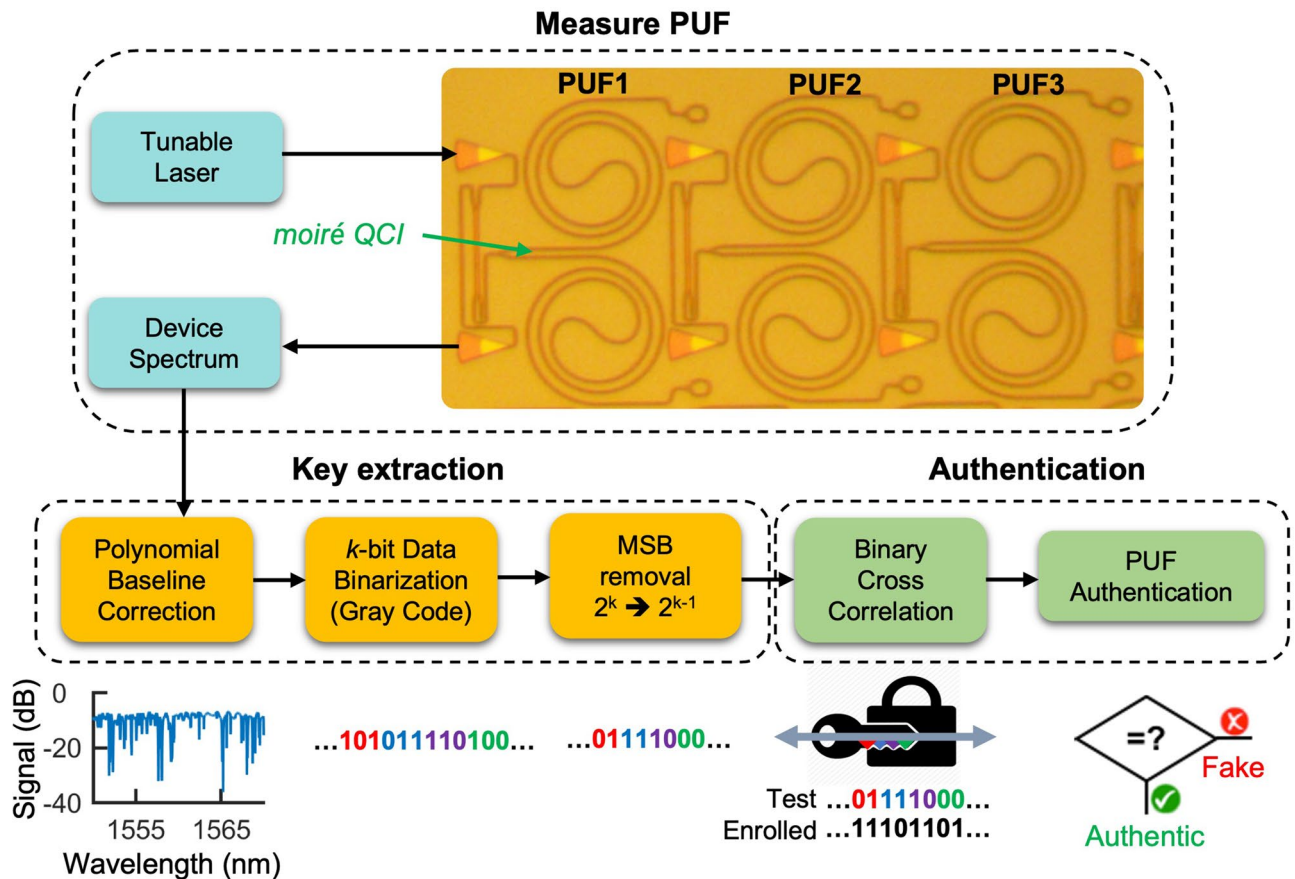 Measure PUF
PUF1 PUF2 PUF3
Tunable
Laser
moiré QCI
Device
Spectrum
Key extraction
Authentication
Polynomial
Baseline
Correction
k-bit Data
Binarization
(Gray Code)
MSB
removal
2^k ➔ 2^k-1
Binary
Cross
Correlation
PUF
Authentication
Signal (dB)
0
-20
-40
1555 1565
Wavelength (nm)
...101011110100...
...01111000...
Test ...01111000...
Enrolled ...11101101...
=?
Fake
Authentic